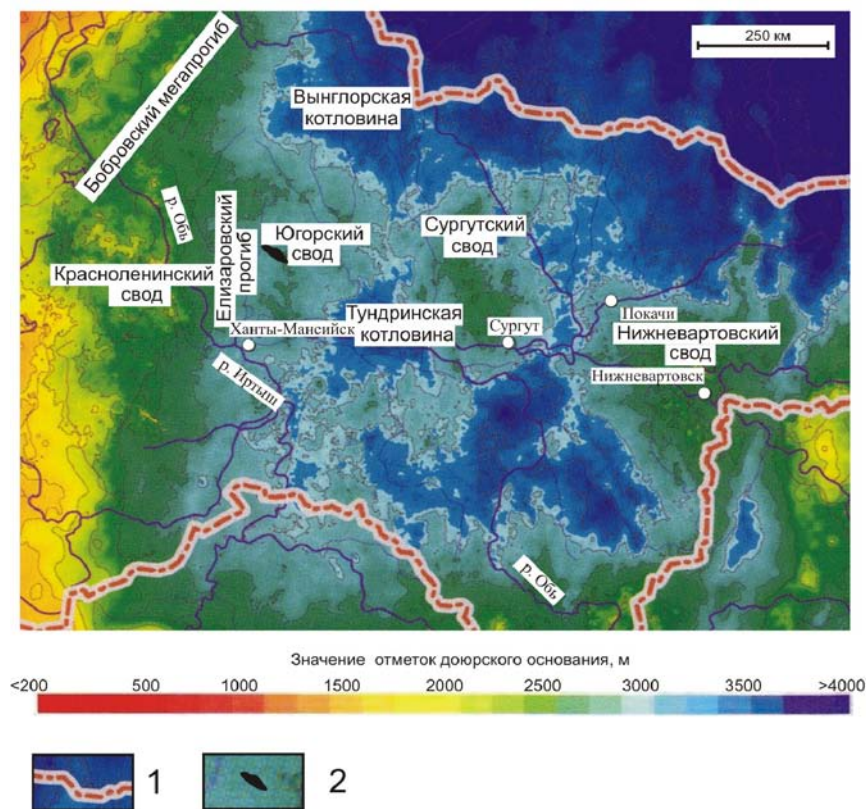 250 км
Вынглорская
котловина
Бобровский мегапрогиб
р. Обь
Елизаровский
прогиб
Югорский
свод
Сургутский
свод
Красноленинский
свод
Ханты-Мансийск
Тундринская
котловина
Сургут
Покачи
Нижневартовский
свод
Нижневартовск
р. Иртыш
р. Обь
Значение отметок доюрского основания, м
<200 500 1000 1500 2000 2500 3000 3500 >4000
1 2